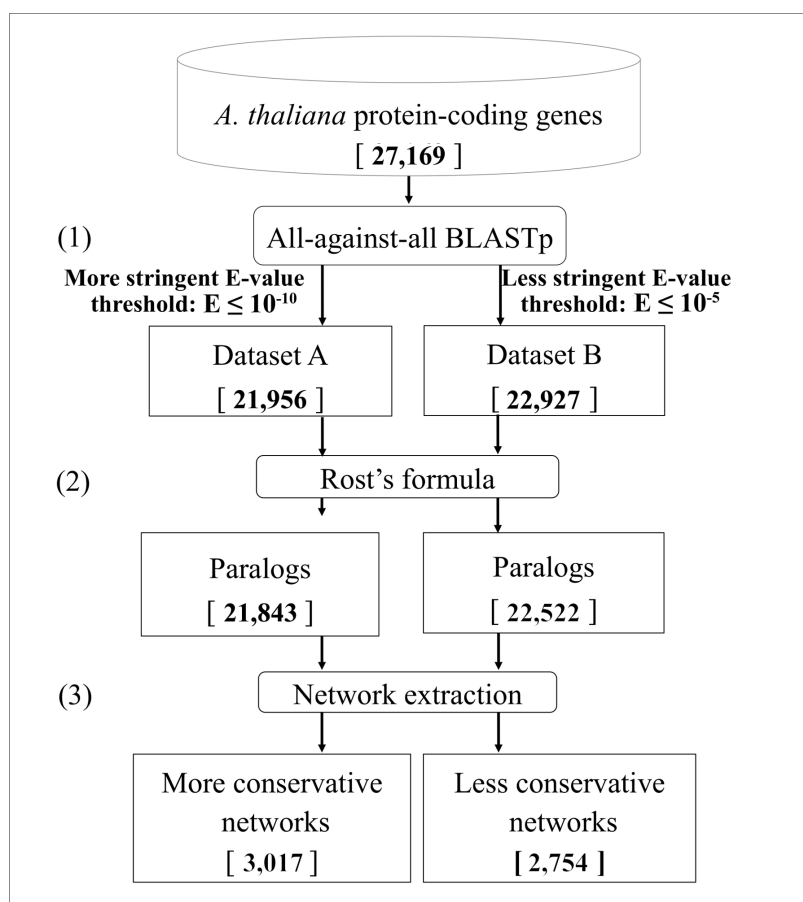 A. thaliana protein-coding genes
[ 27,169 ]
(1)
All-against-all BLASTp
More stringent E-value
threshold: E ≤ 10⁻¹⁰
Less stringent E-value
threshold: E ≤ 10⁻⁵
Dataset A
[ 21,956 ]
Dataset B
[ 22,927 ]
(2)
Rost's formula
Paralogs
[ 21,843 ]
Paralogs
[ 22,522 ]
(3)
Network extraction
More conservative
networks
[ 3,017 ]
Less conservative
networks
[ 2,754 ]